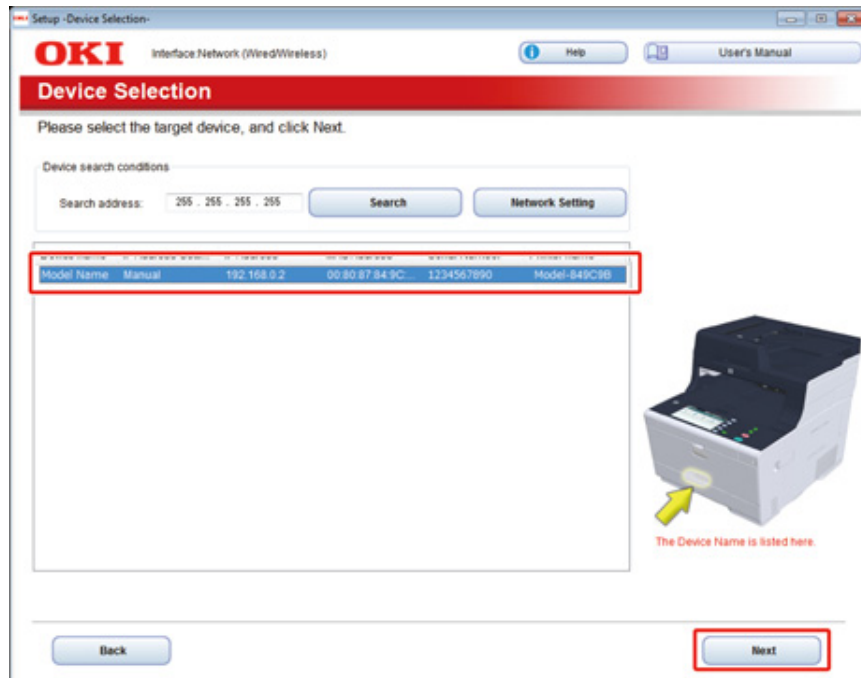 OKI Setup -Device Selection-
OKI Interface:Network (Wired/Wireless) i Help User's Manual
Device Selection
Please select the target device, and click Next.
Device search conditions
Search address: 255 . 255 . 255 . 255 Search Network Setting
Model Name Manual 192.168.0.2 00:80:87:84:9C:... 1234567890 Model-849C9B
The Device Name is listed here.
Back Next